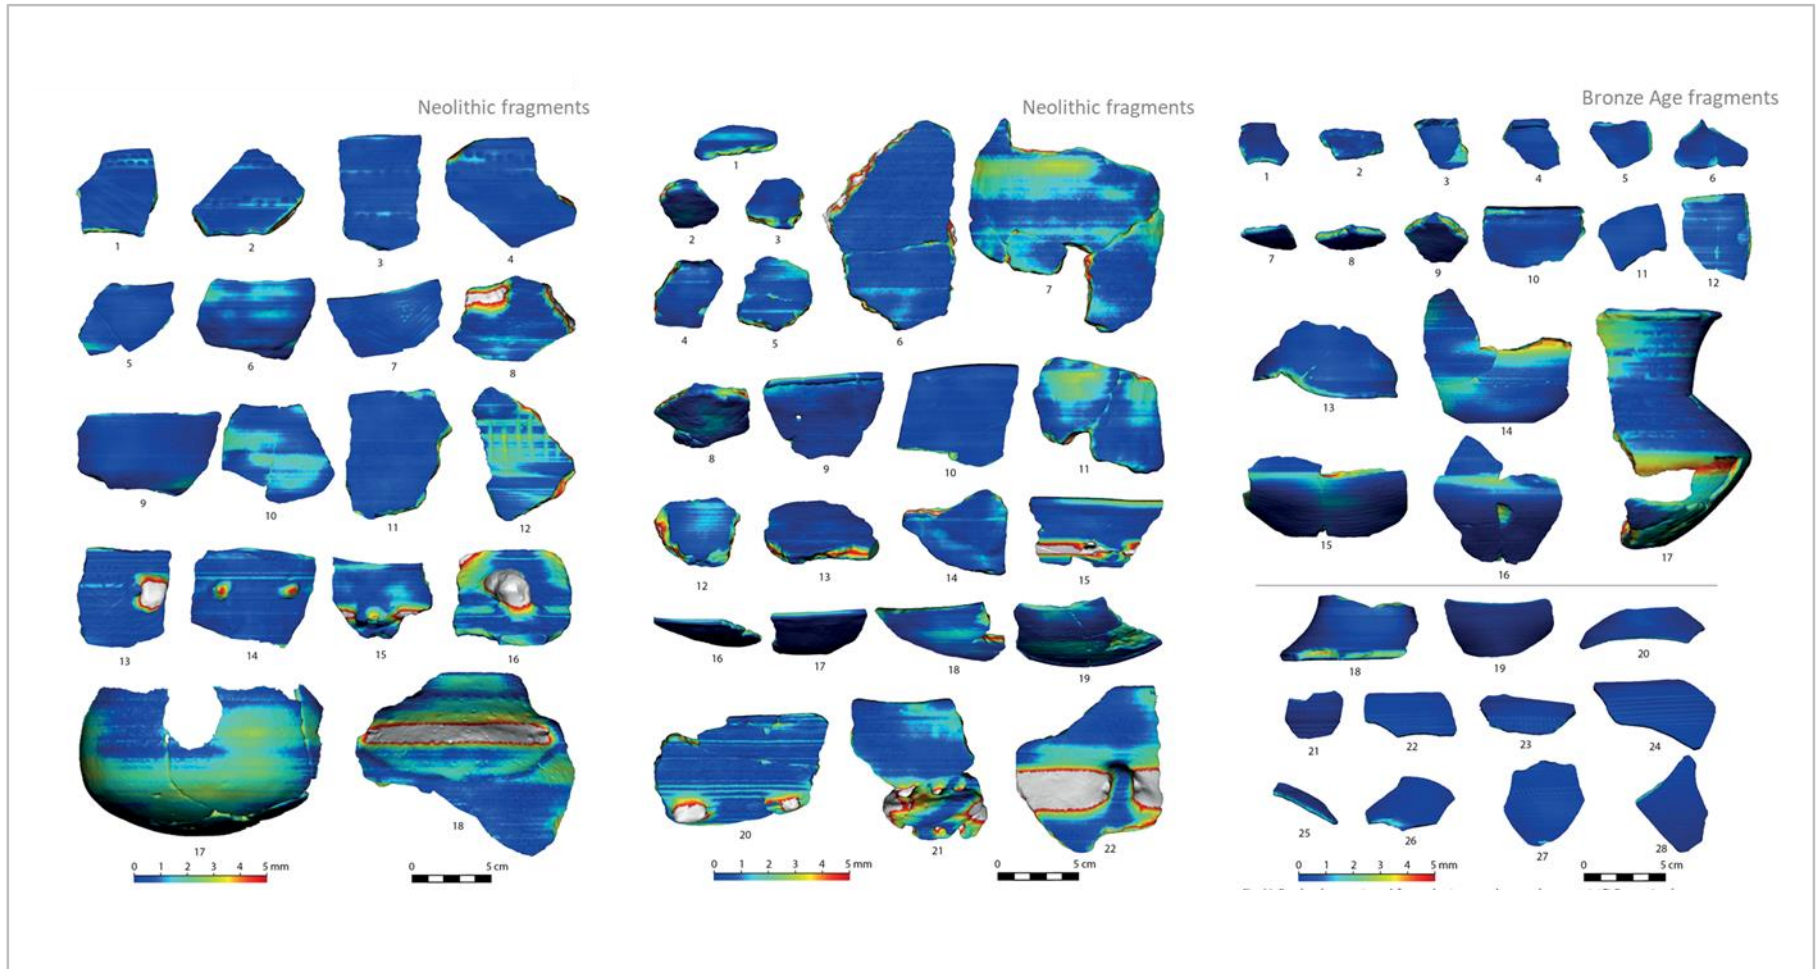 Neolithic fragments
1 2 3 4
5 6 7 8
9 10 11 12
13 14 15 16
17 18
0 1 2 3 4 5 mm
0 5 cm
Neolithic fragments
1
2 3
4 5 6 7
8 9 10 11
12 13 14 15
16 17 18 19
20 21 22
0 1 2 3 4 5 mm
0 5 cm
Bronze Age fragments
1 2 3 4 5 6
7 8 9 10 11 12
13 14
15 16 17
18 19 20
21 22 23 24
25 26 27 28
0 1 2 3 4 5 mm
0 5 cm